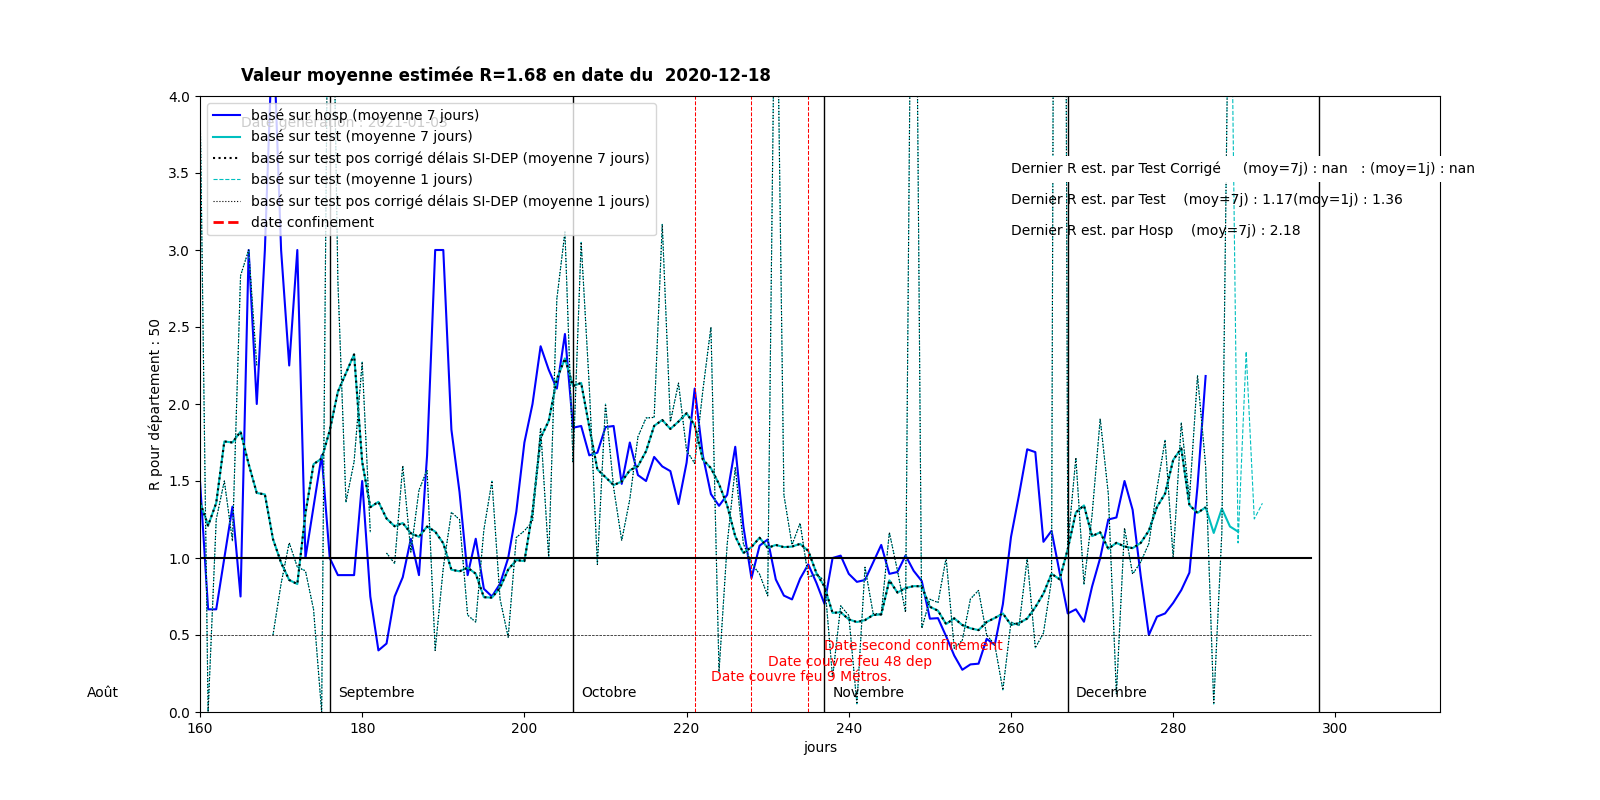 Valeur moyenne estimée R=1.68 en date du  2020-12-18
Date génération : 2021-01-03
basé sur hosp (moyenne 7 jours)
basé sur test (moyenne 7 jours)
basé sur test pos corrigé délais SI-DEP (moyenne 7 jours)
basé sur test (moyenne 1 jours)
basé sur test pos corrigé délais SI-DEP (moyenne 1 jours)
date confinement
Dernier R est. par Test Corrigé     (moy=7j) : nan   : (moy=1j) : nan
Dernier R est. par Test    (moy=7j) : 1.17(moy=1j) : 1.36
Dernier R est. par Hosp    (moy=7j) : 2.18
R pour département : 50
4.0
3.5
3.0
2.5
2.0
1.5
1.0
0.5
0.0
Date second confinement
Date couvre feu 48 dep
Date couvre feu 9 Métros.
Août Septembre Octobre Novembre Decembre
160 180 200 220 240 260 280 300
jours